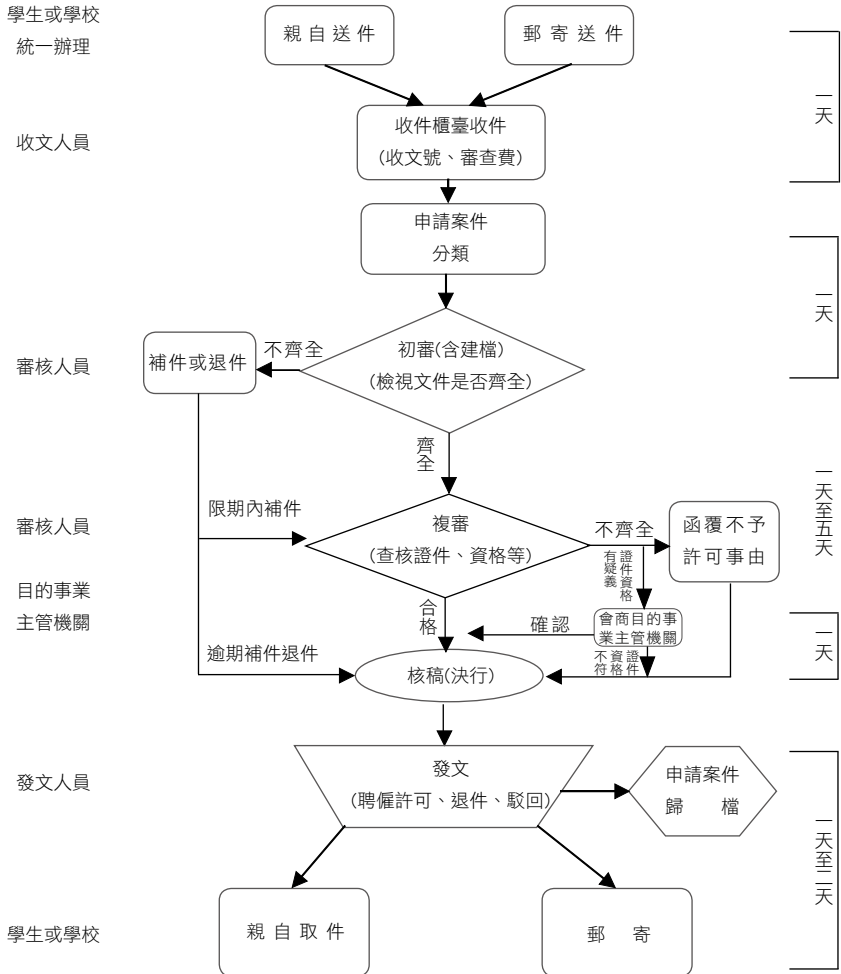 學生或學校
統一辦理
親自送件
郵寄送件
一天
收文人員
收件櫃臺收件
(收文號、審查費)
申請案件
分類
一天
審核人員
補件或退件
不齊全
初審(含建檔)
(檢視文件是否齊全)
齊全
一天至五天
審核人員
限期內補件
複審
(查核證件、資格等)
不齊全
函覆不予
許可事由
證件資格
有疑義
目的事業
主管機關
合格
確認
會商目的事
業主管機關
一天
逾期補件退件
核稿(決行)
證件
資格
不符
發文人員
發文
(聘僱許可、退件、駁回)
申請案件
歸檔
一天至二天
學生或學校
親自取件
郵寄